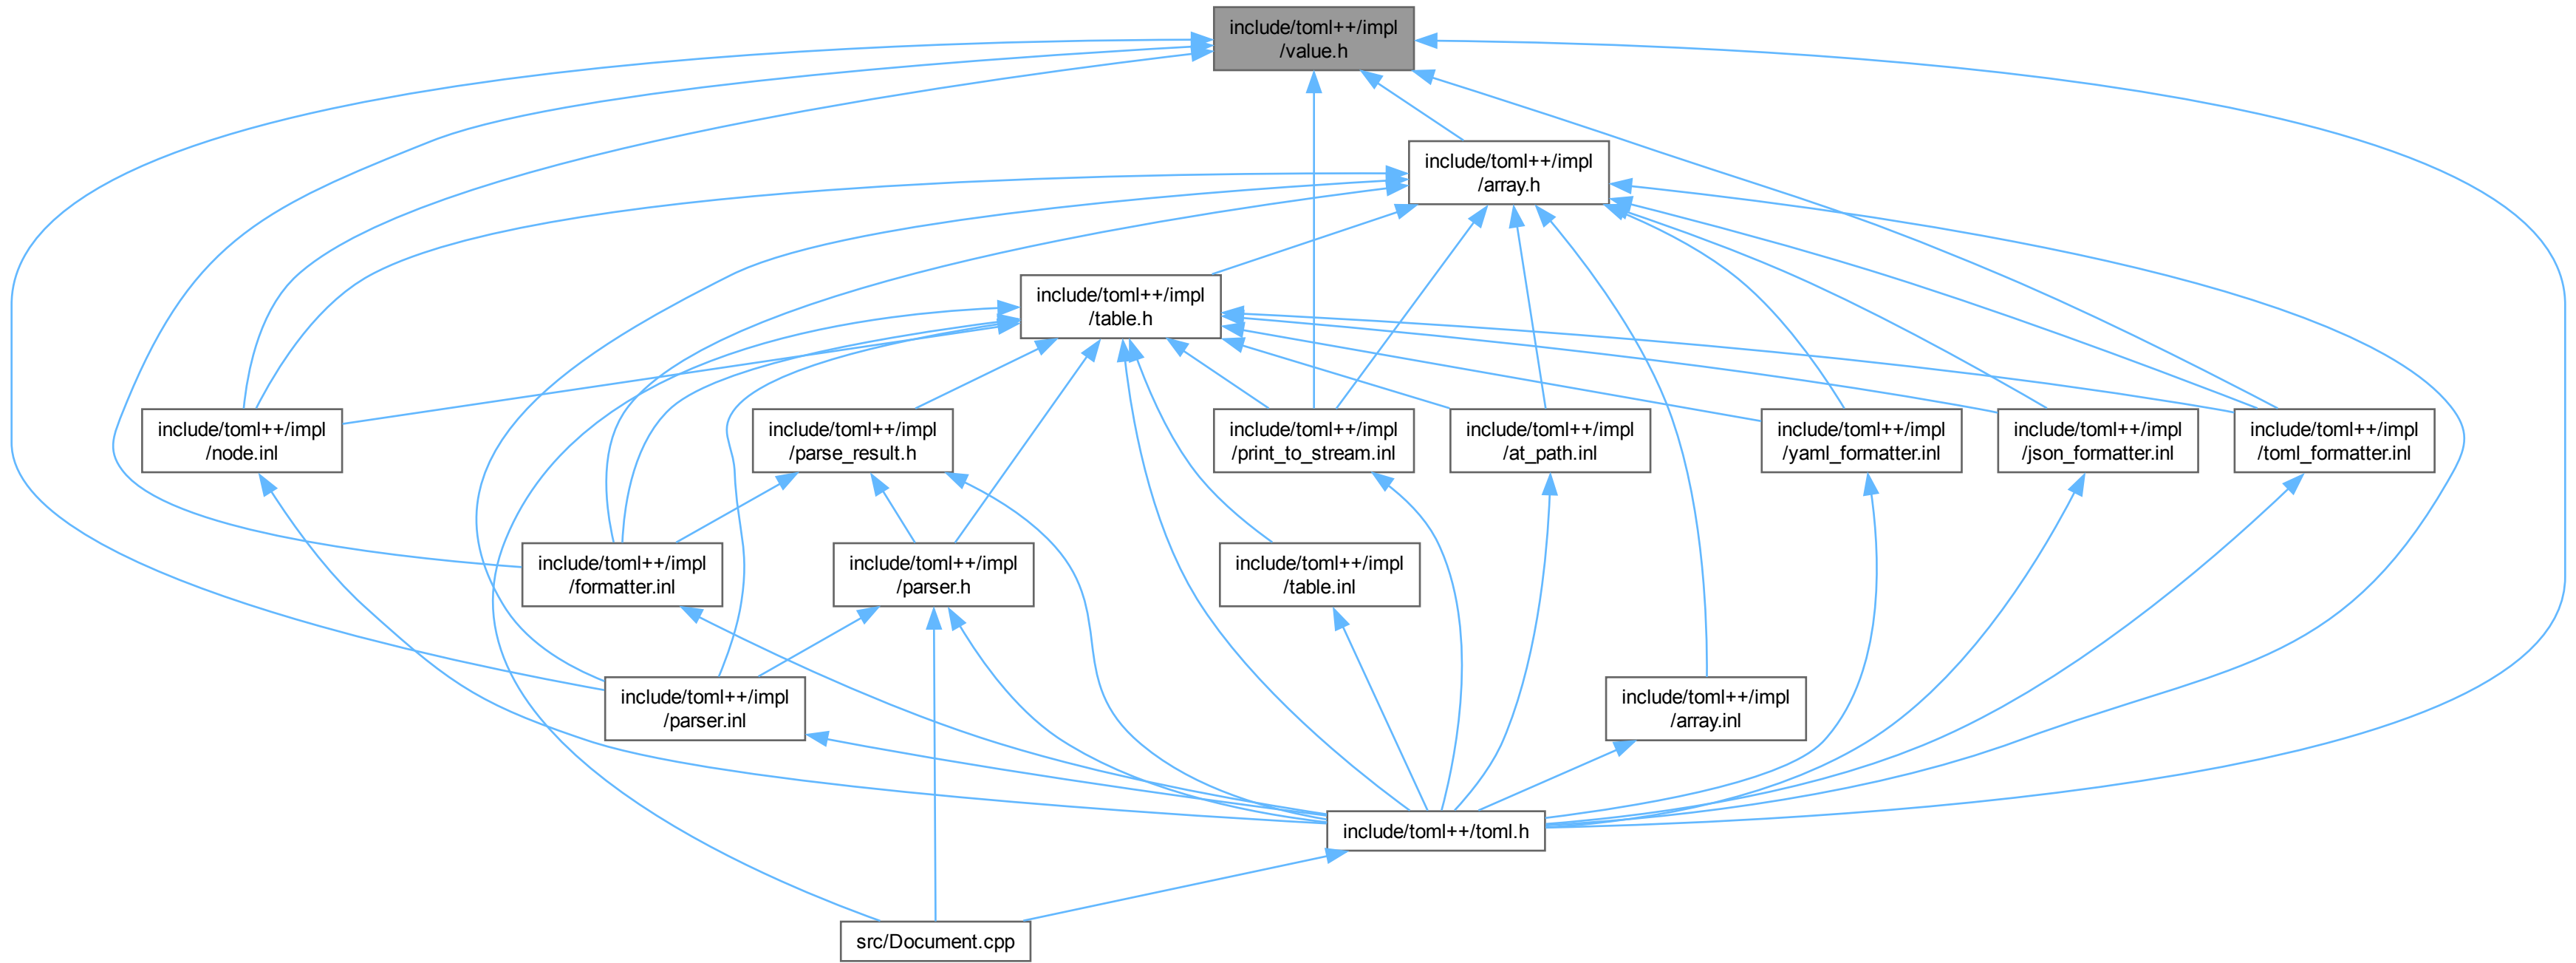 include/toml++/impl
/value.h
include/toml++/impl
/array.h
include/toml++/impl
/table.h
include/toml++/impl
/node.inl
include/toml++/impl
/parse_result.h
include/toml++/impl
/print_to_stream.inl
include/toml++/impl
/at_path.inl
include/toml++/impl
/yaml_formatter.inl
include/toml++/impl
/json_formatter.inl
include/toml++/impl
/toml_formatter.inl
include/toml++/impl
/formatter.inl
include/toml++/impl
/parser.h
include/toml++/impl
/table.inl
include/toml++/impl
/parser.inl
include/toml++/impl
/array.inl
include/toml++/toml.h
src/Document.cpp